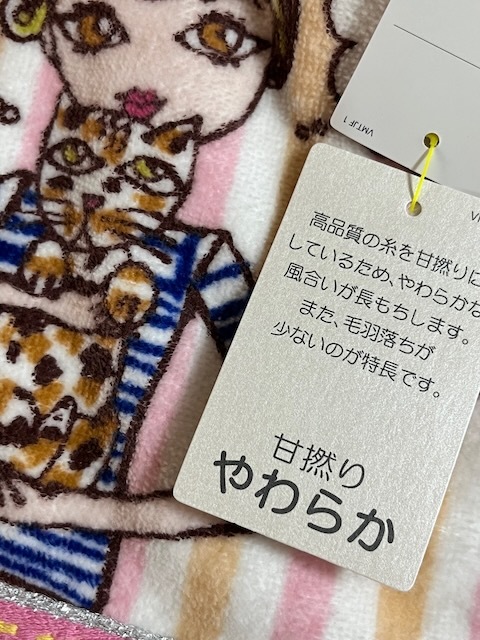 VMTJF 1
高品質の糸を甘撚りに
しているため、やわらかな
風合いが長もちします。
また、毛羽落ちが
少ないのが特長です。
甘撚り
やわらか